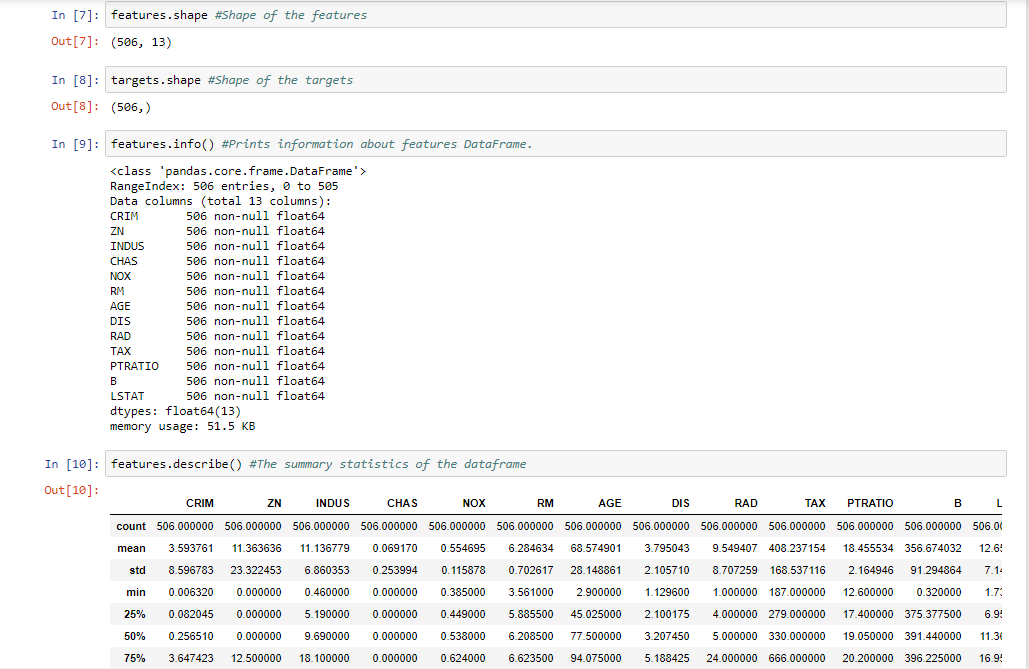 In [7]: features.shape #Shape of the features
Out[7]: (506, 13)
In [8]: targets.shape #Shape of the targets
Out[8]: (506,)
In [9]: features.info() #Prints information about features DataFrame.
<class 'pandas.core.frame.DataFrame'>
RangeIndex: 506 entries, 0 to 505
Data columns (total 13 columns):
CRIM 506 non-null float64
ZN 506 non-null float64
INDUS 506 non-null float64
CHAS 506 non-null float64
NOX 506 non-null float64
RM 506 non-null float64
AGE 506 non-null float64
DIS 506 non-null float64
RAD 506 non-null float64
TAX 506 non-null float64
PTRATIO 506 non-null float64
B 506 non-null float64
LSTAT 506 non-null float64
dtypes: float64(13)
memory usage: 51.5 KB
In [10]: features.describe() #The summary statistics of the dataframe
Out[10]:
CRIM ZN INDUS CHAS NOX RM AGE DIS RAD TAX PTRATIO B L
count 506.000000 506.000000 506.000000 506.000000 506.000000 506.000000 506.000000 506.000000 506.000000 506.000000 506.000000 506.000000 506.00
mean 3.593761 11.363636 11.136779 0.069170 0.554695 6.284634 68.574901 3.795043 9.549407 408.237154 18.455534 356.674032 12.65
std 8.596783 23.322453 6.860353 0.253994 0.115878 0.702617 28.148861 2.105710 8.707259 168.537116 2.164946 91.294864 7.14
min 0.006320 0.000000 0.460000 0.000000 0.385000 3.561000 2.900000 1.129600 1.000000 187.000000 12.600000 0.320000 1.73
25% 0.082045 0.000000 5.190000 0.000000 0.449000 5.885500 45.025000 2.100175 4.000000 279.000000 17.400000 375.377500 6.95
50% 0.256510 0.000000 9.690000 0.000000 0.538000 6.208500 77.500000 3.207450 5.000000 330.000000 19.050000 391.440000 11.36
75% 3.647423 12.500000 18.100000 0.000000 0.624000 6.623500 94.075000 5.188425 24.000000 666.000000 20.200000 396.225000 16.95